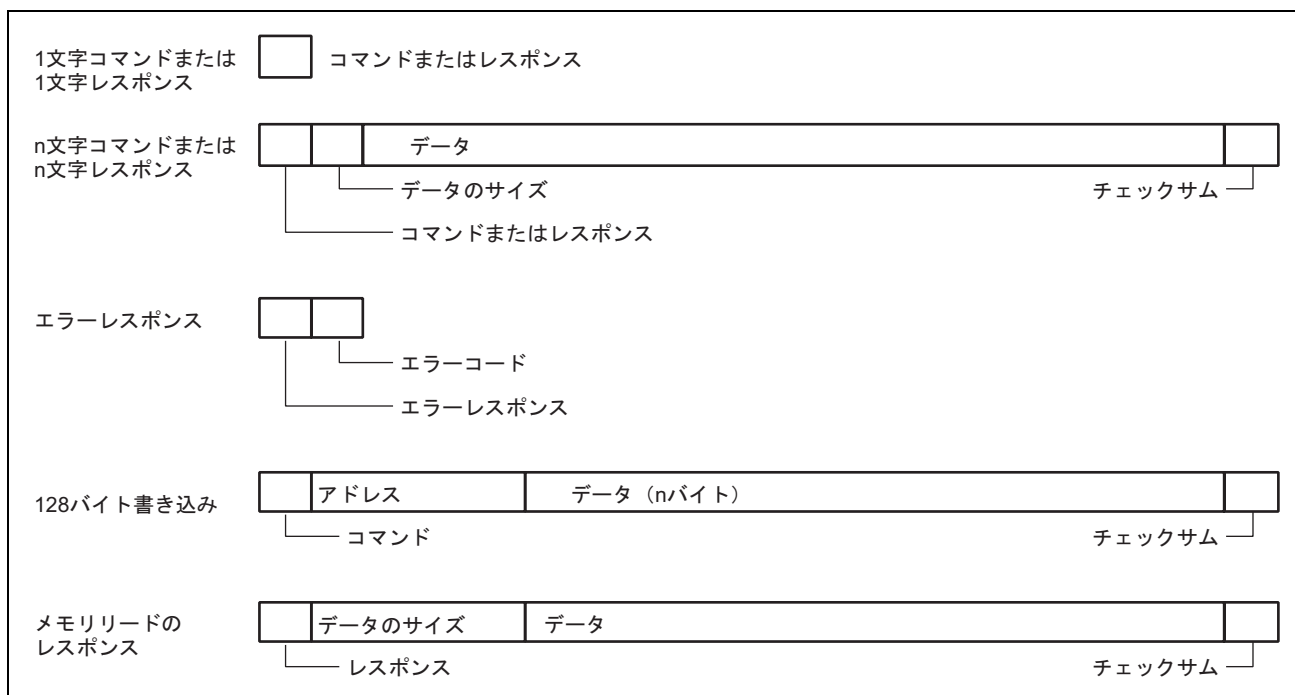 1文字コマンドまたは
1文字レスポンス
コマンドまたはレスポンス
n文字コマンドまたは
n文字レスポンス
データ
データのサイズ
チェックサム
コマンドまたはレスポンス
エラーレスポンス
エラーコード
エラーレスポンス
128バイト書き込み
アドレス
データ（nバイト）
コマンド
チェックサム
メモリリードの
レスポンス
データのサイズ
データ
レスポンス
チェックサム